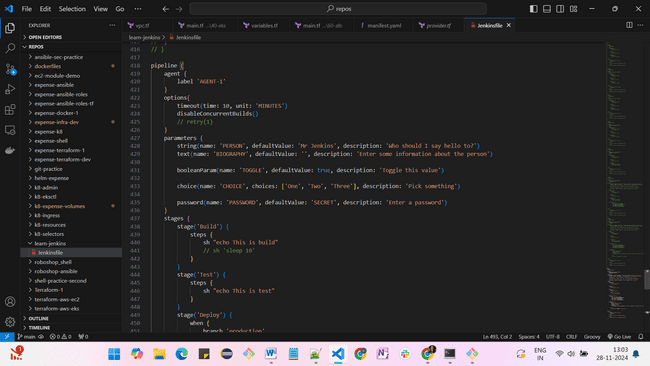 File Edit Selection View Go ··· repos
EXPLORER ···
vpc.tf main.tf variables.tf main.tf manifest.yaml provider.tf Jenkinsfile
learn-jenkins > Jenkinsfile
OPEN EDITORS
REPOS
ansible-sec-practice
dockerfiles
ec2-module-demo
expense-ansible
expense-ansible-roles
expense-ansible-roles-tf
expense-docker-1
expense-infra-dev
expense-k8
expense-shell
expense-terraform-1
expense-terraform-dev
git-practice
helm-expense
k8-admin
k8-eksctl
k8-expense-volumes
k8-ingress
k8-resources
k8-selectors
learn-jenkins
Jenkinsfile
roboshop_shell
roboshop-ansible
shell-practice-second
Terraform-1
terraform-aws-ec2
terraform-aws-eks
OUTLINE
TIMELINE
416 // }
417
418 pipeline {
419 agent {
420 label 'AGENT-1'
421 }
422 options{
423 timeout(time: 10, unit: 'MINUTES')
424 disableConcurrentBuilds()
425 // retry(1)
426 }
427 parameters {
428 string(name: 'PERSON', defaultValue: 'Mr Jenkins', description: 'Who should I say hello to?')
429 text(name: 'BIOGRAPHY', defaultValue: '', description: 'Enter some information about the person')
430
431 booleanParam(name: 'TOGGLE', defaultValue: true, description: 'Toggle this value')
432
433 choice(name: 'CHOICE', choices: ['One', 'Two', 'Three'], description: 'Pick something')
434
435 password(name: 'PASSWORD', defaultValue: 'SECRET', description: 'Enter a password')
436 }
437 stages {
438 stage('Build') {
439 steps {
440 sh "echo This is build"
441 // sh 'sleep 10'
442 }
443 }
444 stage('Test') {
445 steps {
446 sh "echo This is test"
447 }
448 }
449 stage('Deploy') {
450 when {
451 branch 'production'
main 0 0 0 Ln 493, Col 2 Spaces: 4 UTF-8 CRLF Groovy Go Live
ENG 13:03
IN 28-11-2024